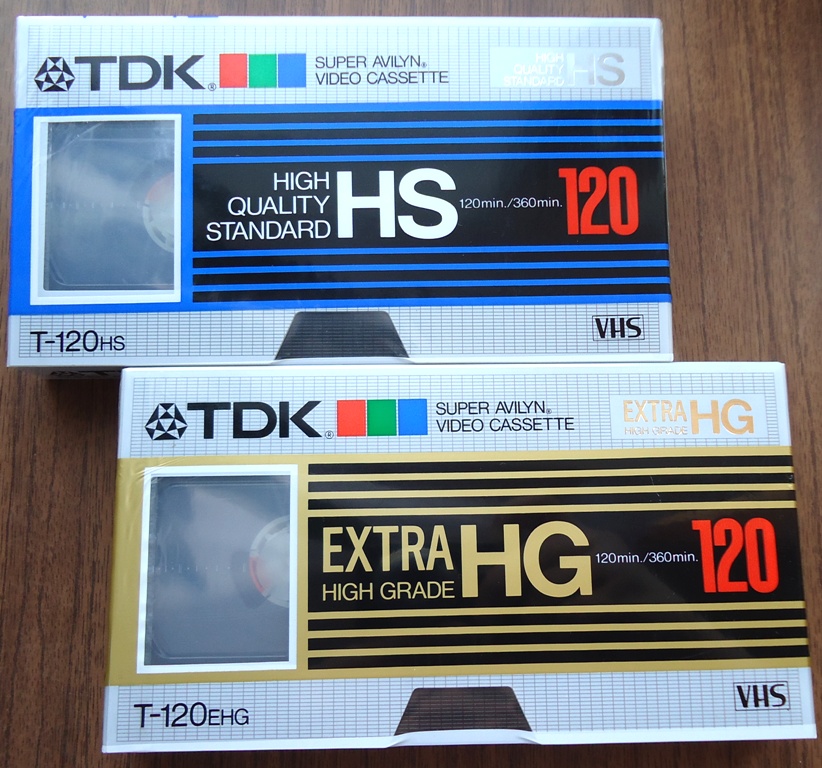 TDK®
SUPER AVILYN®
VIDEO CASSETTE
HIGH
QUALITY
STANDARD HS
HIGH
QUALITY
STANDARD HS 120min./360min. 120
T-120HS
VHS
TDK®
SUPER AVILYN®
VIDEO CASSETTE
EXTRA HG
HIGH GRADE
EXTRA HG 120min./360min. 120
HIGH GRADE
T-120EHG
VHS